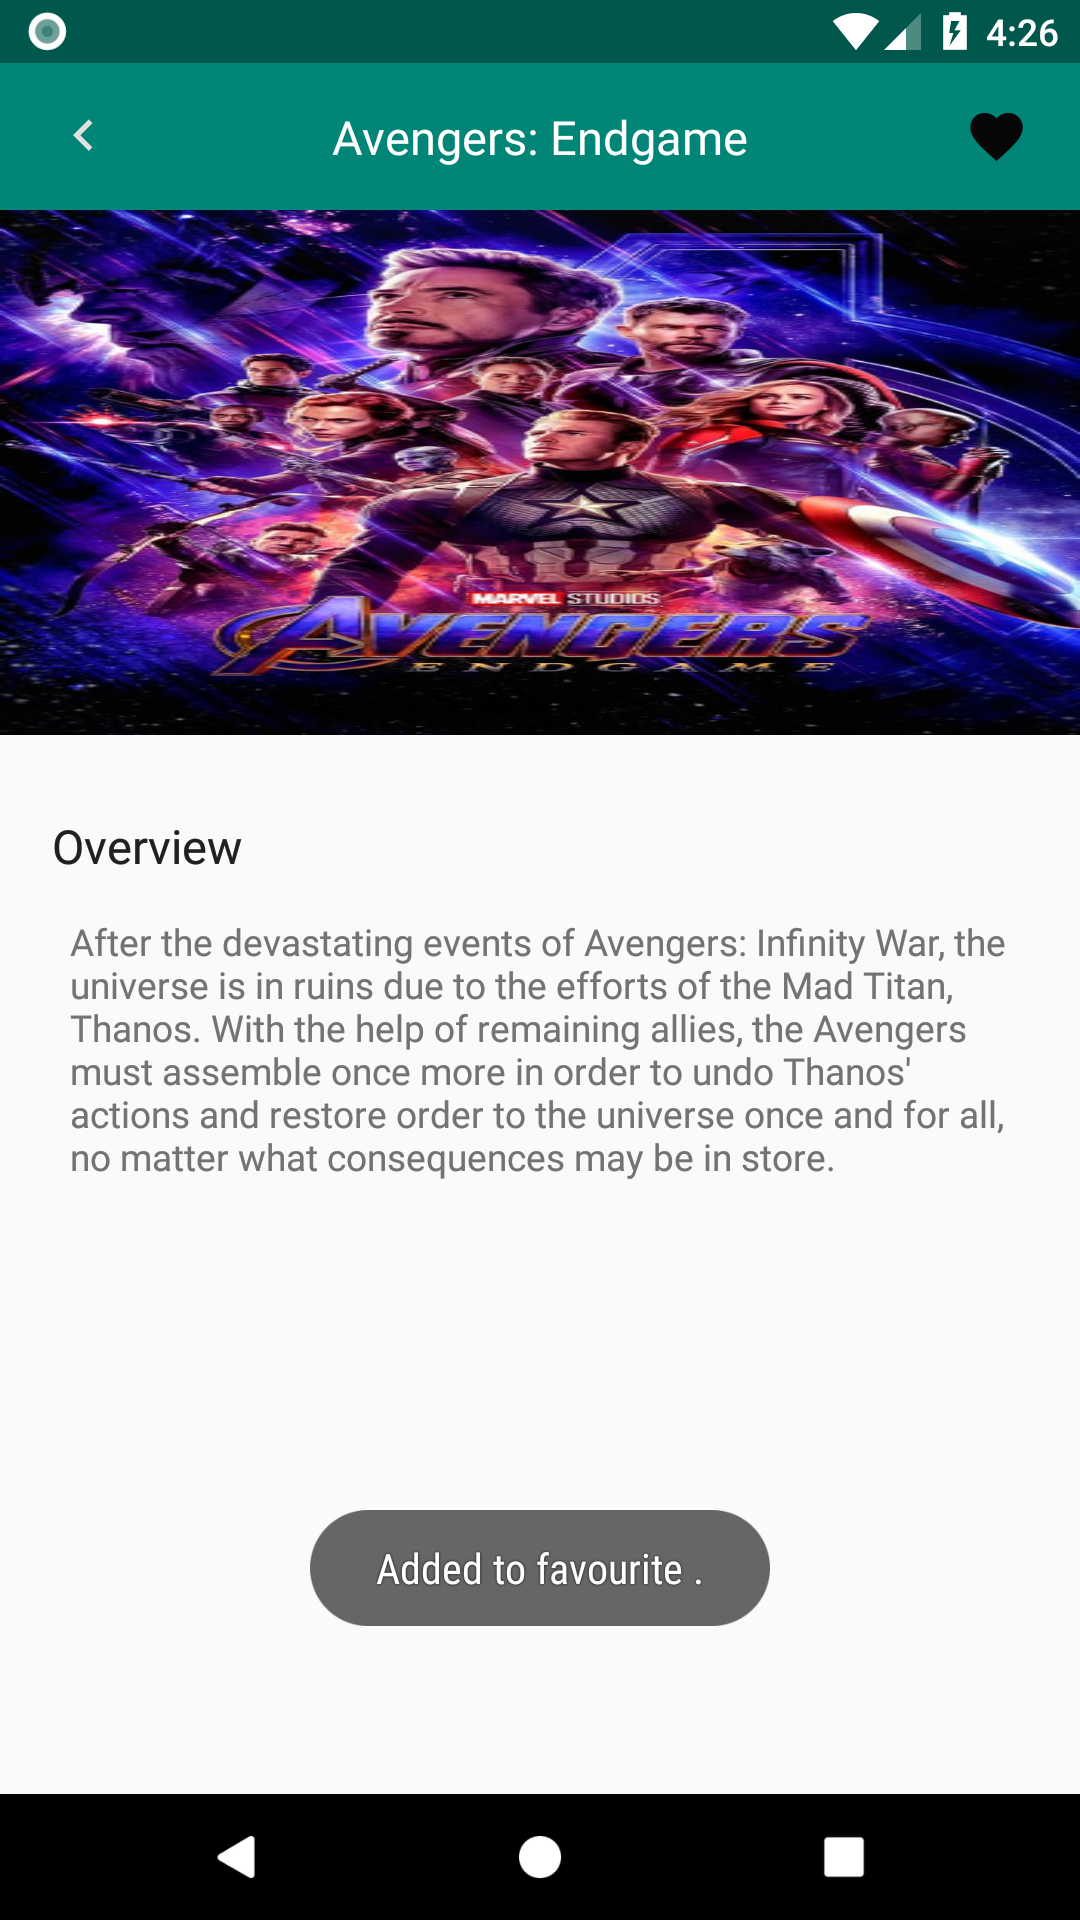 4:26
Avengers: Endgame
MARVEL STUDIOS
AVENGERS
ENDGAME
Overview
After the devastating events of Avengers: Infinity War, the
universe is in ruins due to the efforts of the Mad Titan,
Thanos. With the help of remaining allies, the Avengers
must assemble once more in order to undo Thanos'
actions and restore order to the universe once and for all,
no matter what consequences may be in store.
Added to favourite .